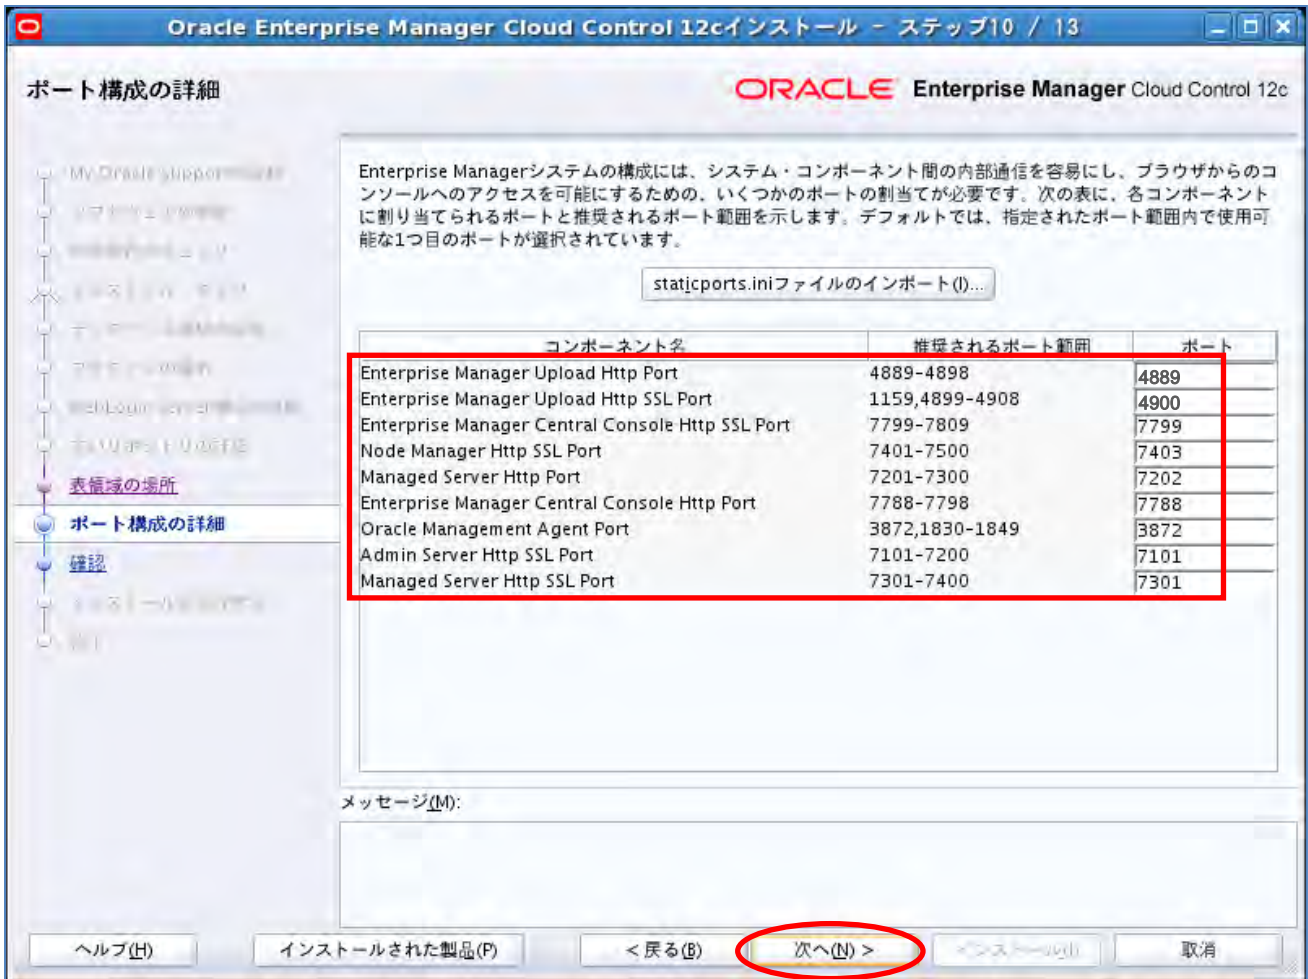 Oracle Enterprise Manager Cloud Control 12cインストール - ステップ10 / 13
ポート構成の詳細
ORACLE Enterprise Manager Cloud Control 12c
表領域の場所
ポート構成の詳細
確認
Enterprise Managerシステムの構成には、システム・コンポーネント間の内部通信を容易にし、ブラウザからのコ
ンソールへのアクセスを可能にするための、いくつかのポートの割当てが必要です。次の表に、各コンポーネント
に割り当てられるポートと推奨されるポート範囲を示します。デフォルトでは、指定されたポート範囲内で使用可
能な1つ目のポートが選択されています。
staticports.iniファイルのインポート(I)...
コンポーネント名 推奨されるポート範囲 ポート
Enterprise Manager Upload Http Port 4889-4898 4889
Enterprise Manager Upload Http SSL Port 1159,4899-4908 4900
Enterprise Manager Central Console Http SSL Port 7799-7809 7799
Node Manager Http SSL Port 7401-7500 7403
Managed Server Http Port 7201-7300 7202
Enterprise Manager Central Console Http Port 7788-7798 7788
Oracle Management Agent Port 3872,1830-1849 3872
Admin Server Http SSL Port 7101-7200 7101
Managed Server Http SSL Port 7301-7400 7301
メッセージ(M):
ヘルプ(H) インストールされた製品(P) < 戻る(B) 次へ(N) > 取消